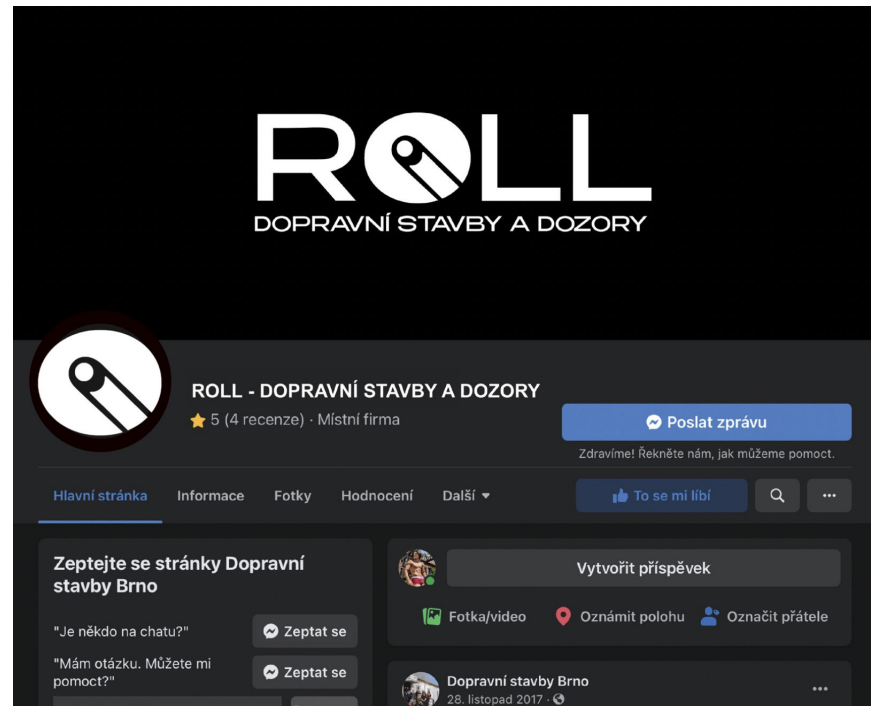 ROLL
DOPRAVNÍ STAVBY A DOZORY
ROLL - DOPRAVNÍ STAVBY A DOZORY
5 (4 recenze) · Místní firma
Poslat zprávu
Zdravíme! Řekněte nám, jak můžeme pomoct.
Hlavní stránka Informace Fotky Hodnocení Další
To se mi líbí
Zeptejte se stránky Dopravní
stavby Brno
"Je někdo na chatu?" Zeptat se
"Mám otázku. Můžete mi
pomoct?" Zeptat se
Vytvořit příspěvek
Fotka/video Oznámit polohu Označit přátele
Dopravní stavby Brno
28. listopad 2017 ·